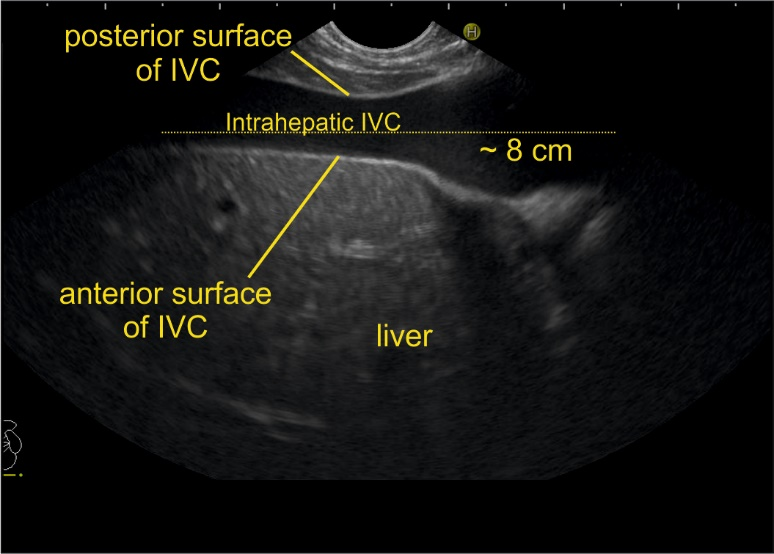 H
posterior surface
of IVC
Intrahepatic IVC
~ 8 cm
anterior surface
of IVC
liver